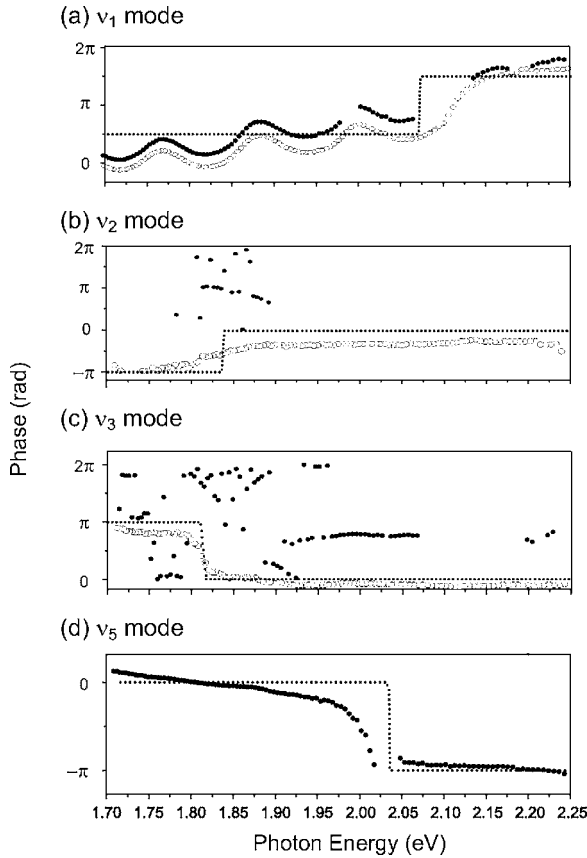 (a) ν1 mode
2π
π
0
(b) ν2 mode
2π
π
0
−π
(c) ν3 mode
2π
π
0
(d) ν5 mode
0
−π
1.70 1.75 1.80 1.85 1.90 1.95 2.00 2.05 2.10 2.15 2.20 2.25
Photon Energy (eV)
Phase (rad)